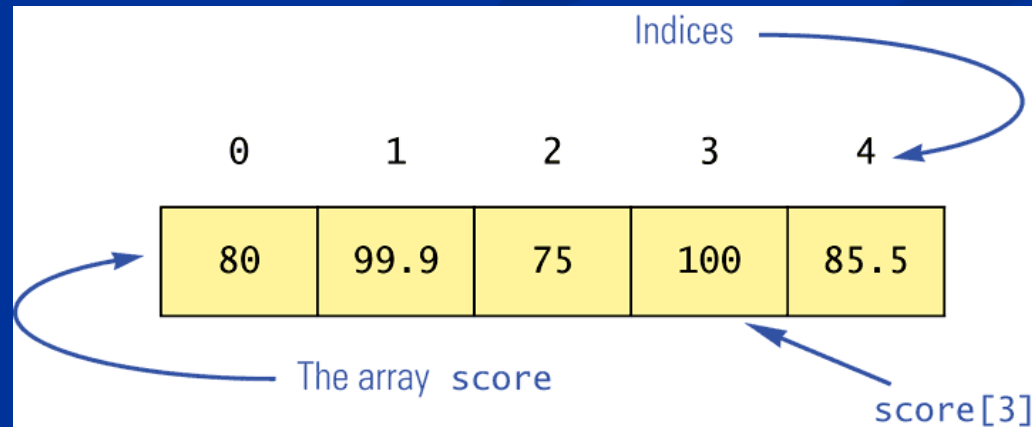 Indices
0 1 2 3 4
80 99.9 75 100 85.5
The array score
score[3]